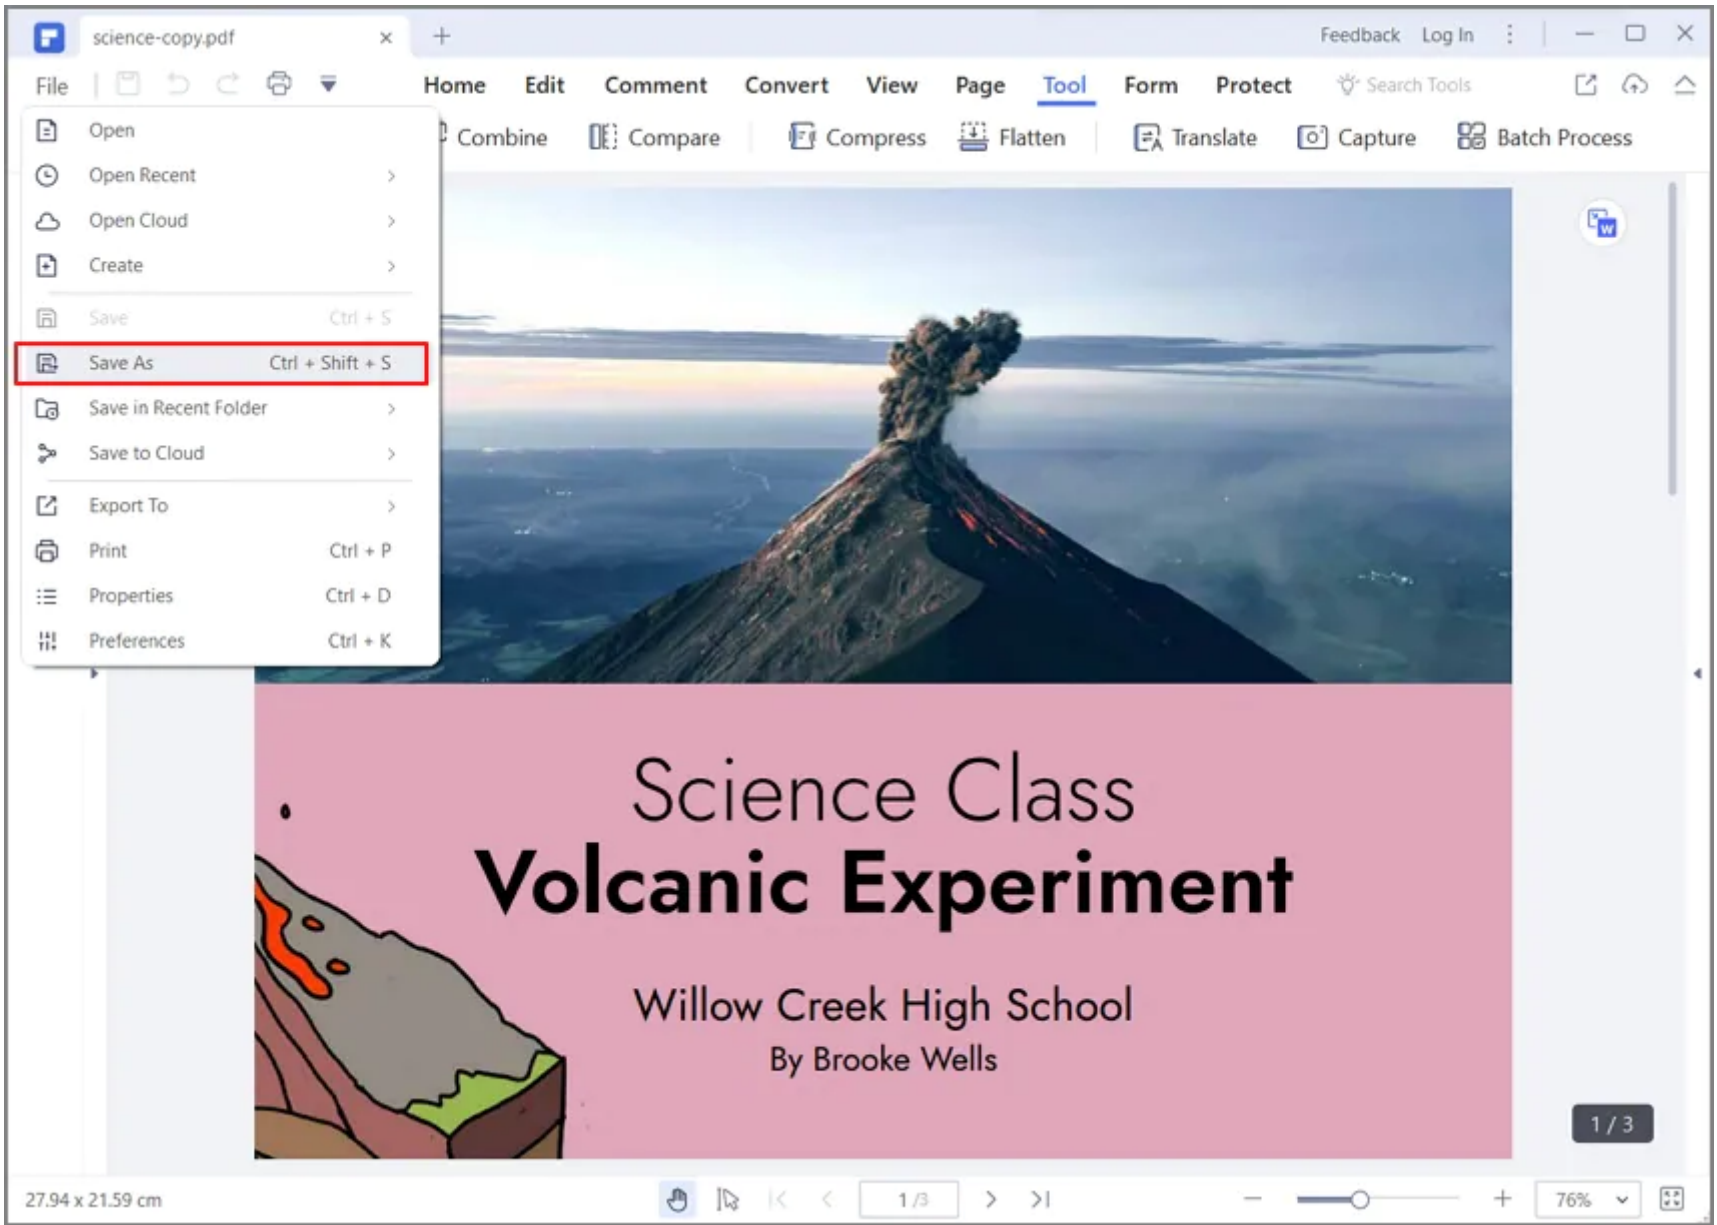 science-copy.pdf
Feedback Log In
File
Home Edit Comment Convert View Page Tool Form Protect Search Tools
Combine Compare Compress Flatten Translate Capture Batch Process
Open
Open Recent
Open Cloud
Create
Save Ctrl + S
Save As Ctrl + Shift + S
Save in Recent Folder
Save to Cloud
Export To
Print Ctrl + P
Properties Ctrl + D
Preferences Ctrl + K
W
Science Class
Volcanic Experiment
Willow Creek High School
By Brooke Wells
1 / 3
27.94 x 21.59 cm
1 /3
76%